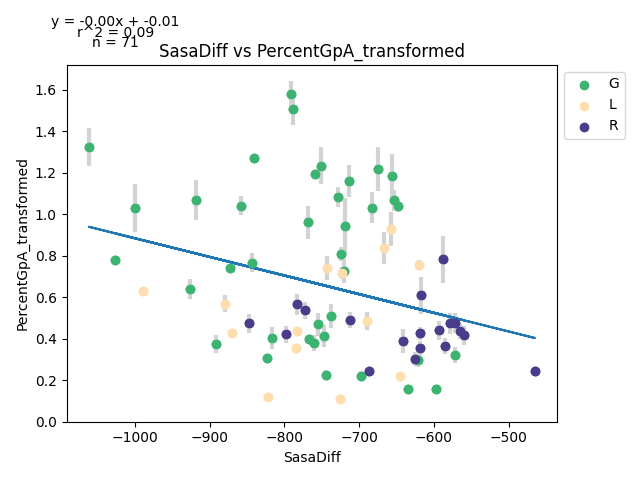 y = -0.00x + -0.01
r^2 = 0.09
n = 71
SasaDiff vs PercentGpA_transformed
1.6
1.4
1.2
1.0
0.8
0.6
0.4
0.2
0.0
PercentGpA_transformed
−1000
−900
−800
−700
−600
−500
SasaDiff
G
L
R